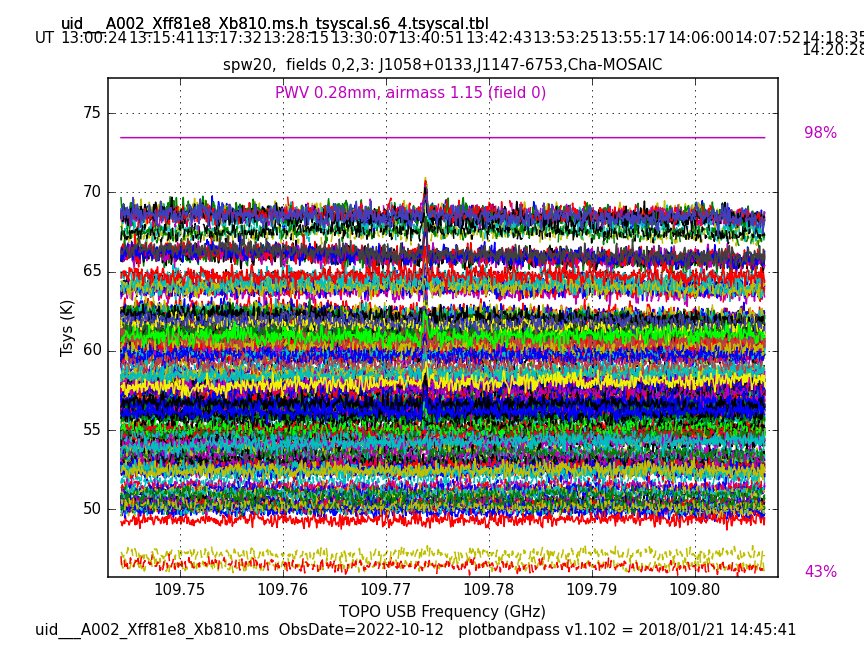 uid___A002_Xff81e8_Xb810.ms.h_tsyscal.s6_4.tsyscal.tbl
UT 13:00:24 13:15:41 13:17:32 13:28:15 13:30:07 13:40:51 13:42:43 13:53:25 13:55:17 14:06:00 14:07:52 14:18:35
14:20:28
spw20, fields 0,2,3: J1058+0133,J1147-6753,Cha-MOSAIC
PWV 0.28mm, airmass 1.15 (field 0)
98%
75
70
65
60
55
50
Tsys (K)
43%
109.75 109.76 109.77 109.78 109.79 109.80
TOPO USB Frequency (GHz)
uid___A002_Xff81e8_Xb810.ms ObsDate=2022-10-12 plotbandpass v1.102 = 2018/01/21 14:45:41